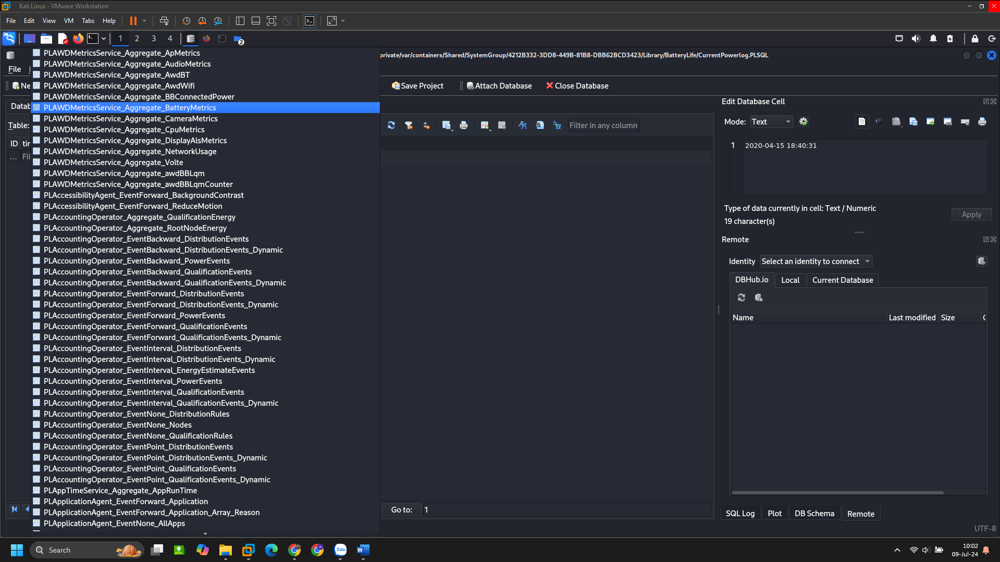 Kali Linux - VMware Workstation
File Edit View VM Tabs Help
1 2 3 4 2
private/var/containers/Shared/SystemGroup/4212B332-3DD8-449B-81B8-DBB62BCD3423/Library/BatteryLife/CurrentPowerlog.PLSQL
File
Ne
Save Project Attach Database Close Database
Datab
Table:
ID tin
... Fil
PLAWDMetricsService_Aggregate_ApMetrics
PLAWDMetricsService_Aggregate_AudioMetrics
PLAWDMetricsService_Aggregate_AwdBT
PLAWDMetricsService_Aggregate_AwdWifi
PLAWDMetricsService_Aggregate_BBConnectedPower
PLAWDMetricsService_Aggregate_BatteryMetrics
PLAWDMetricsService_Aggregate_CameraMetrics
PLAWDMetricsService_Aggregate_CpuMetrics
PLAWDMetricsService_Aggregate_DisplayAlsMetrics
PLAWDMetricsService_Aggregate_NetworkUsage
PLAWDMetricsService_Aggregate_Volte
PLAWDMetricsService_Aggregate_awdBBLqm
PLAWDMetricsService_Aggregate_awdBBLqmCounter
PLAccessibilityAgent_EventForward_BackgroundContrast
PLAccessibilityAgent_EventForward_ReduceMotion
PLAccountingOperator_Aggregate_QualificationEnergy
PLAccountingOperator_Aggregate_RootNodeEnergy
PLAccountingOperator_EventBackward_DistributionEvents
PLAccountingOperator_EventBackward_DistributionEvents_Dynamic
PLAccountingOperator_EventBackward_PowerEvents
PLAccountingOperator_EventBackward_QualificationEvents
PLAccountingOperator_EventBackward_QualificationEvents_Dynamic
PLAccountingOperator_EventForward_DistributionEvents
PLAccountingOperator_EventForward_DistributionEvents_Dynamic
PLAccountingOperator_EventForward_PowerEvents
PLAccountingOperator_EventForward_QualificationEvents
PLAccountingOperator_EventForward_QualificationEvents_Dynamic
PLAccountingOperator_EventInterval_DistributionEvents
PLAccountingOperator_EventInterval_DistributionEvents_Dynamic
PLAccountingOperator_EventInterval_EnergyEstimateEvents
PLAccountingOperator_EventInterval_PowerEvents
PLAccountingOperator_EventInterval_QualificationEvents
PLAccountingOperator_EventInterval_QualificationEvents_Dynamic
PLAccountingOperator_EventNone_DistributionRules
PLAccountingOperator_EventNone_Nodes
PLAccountingOperator_EventNone_QualificationRules
PLAccountingOperator_EventPoint_DistributionEvents
PLAccountingOperator_EventPoint_DistributionEvents_Dynamic
PLAccountingOperator_EventPoint_QualificationEvents
PLAccountingOperator_EventPoint_QualificationEvents_Dynamic
PLAppTimeService_Aggregate_AppRunTime
PLApplicationAgent_EventForward_Application
PLApplicationAgent_EventForward_Application_Array_Reason
PLApplicationAgent_EventNone_AllApps
Filter in any column
Go to: 1
Edit Database Cell
Mode: Text
1 2020-04-15 18:40:31
Type of data currently in cell: Text / Numeric
19 character(s)
Apply
Remote
Identity Select an identity to connect
DBHub.io Local Current Database
Name Last modified Size C
SQL Log Plot DB Schema Remote
UTF-8
Search
Zalo
10:02
09-Jul-24